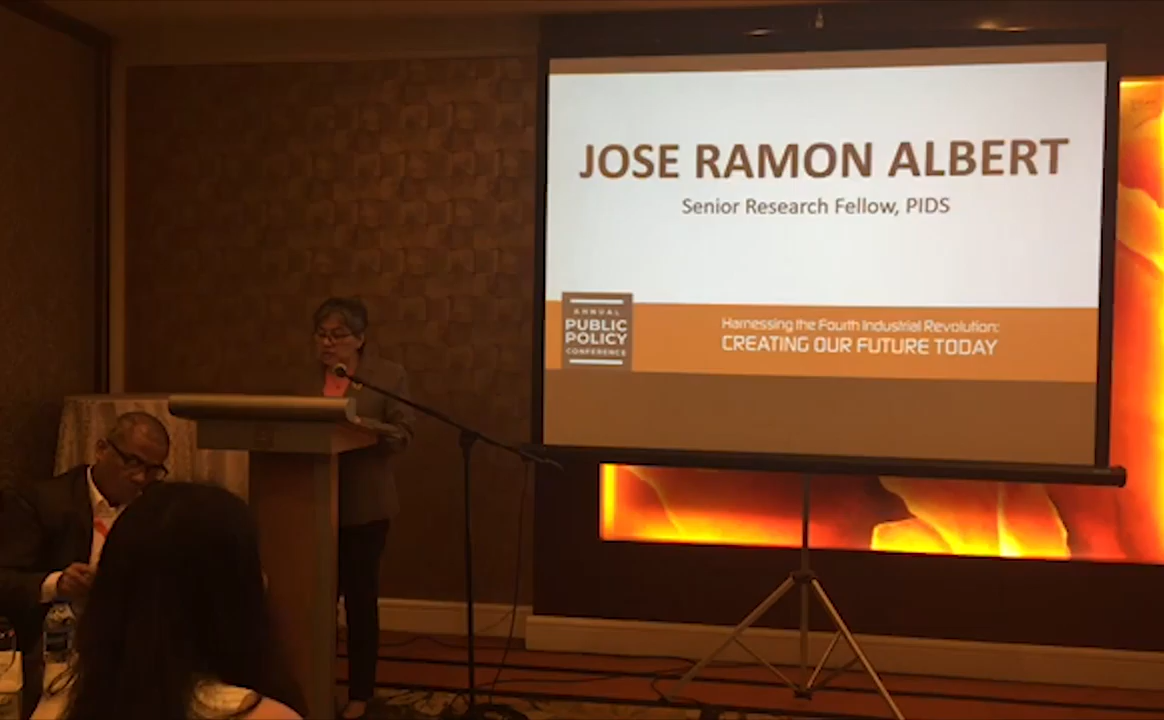 JOSE RAMON ALBERT
Senior Research Fellow, PIDS
ANNUAL
PUBLIC
POLICY
CONFERENCE
Harnessing the Fourth Industrial Revolution:
CREATING OUR FUTURE TODAY